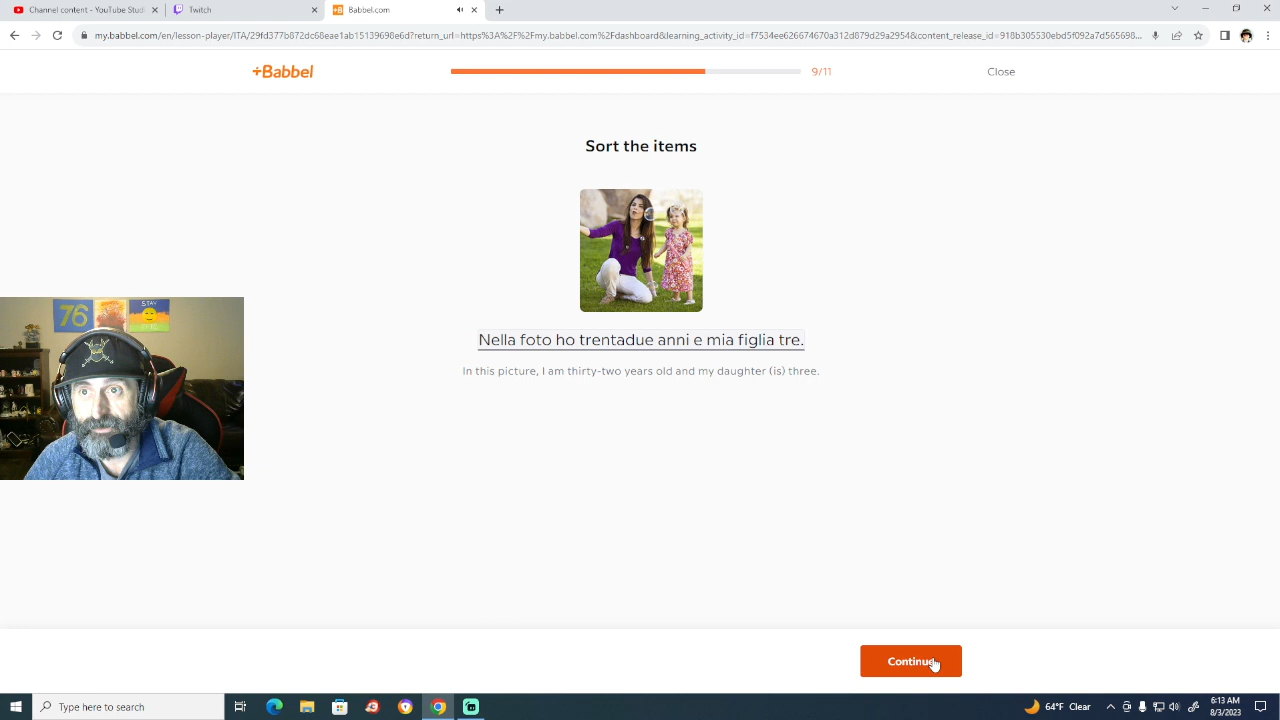 Channel content - YouTube Studi
Twitch
+B Babbel.com
my.babbel.com/en/lesson-player/ITA/29fd377b872dc68eae1ab15139698e6d?return_url=https%3A%2F%2Fmy.babbel.com%2Fdashboard&learning_activity_id=f7534ee626674670a312d879d29a2954&content_release_id=918b305530ebd5f092a7d565698...
+Babbel
9/11
Close
Sort the items
Nella foto ho trentadue anni e mia figlia tre.
In this picture, I am thirty-two years old and my daughter (is) three.
76
STAY
Continue
Type here to search
64°F Clear
6:13 AM
8/3/2023